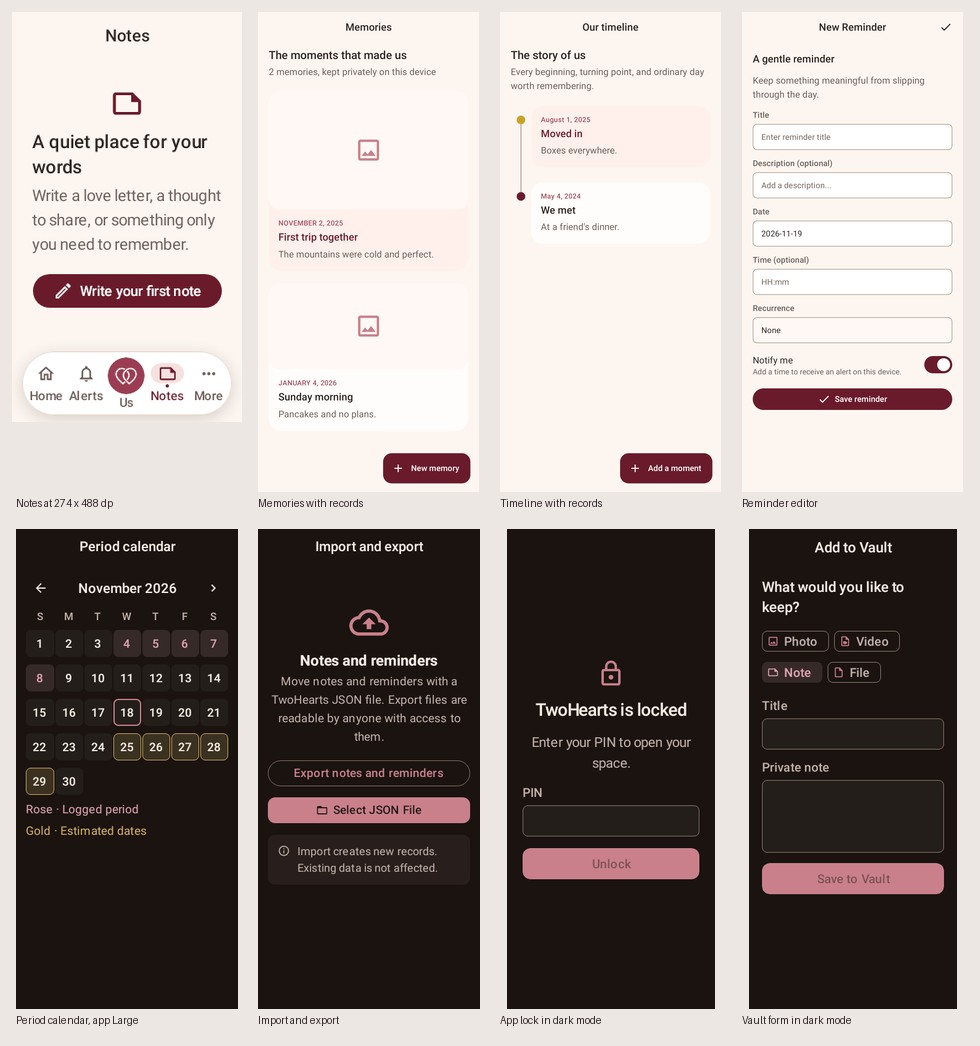 Notes
A quiet place for your
words
Write a love letter, a thought
to share, or something only
you need to remember.
Write your first note
Home
Alerts
Us
Notes
More
Notes at 274 x 488 dp
Memories
The moments that made us
2 memories, kept privately on this device
NOVEMBER 2, 2025
First trip together
The mountains were cold and perfect.
JANUARY 4, 2026
Sunday morning
Pancakes and no plans.
New memory
Memories with records
Our timeline
The story of us
Every beginning, turning point, and ordinary day
worth remembering.
August 1, 2025
Moved in
Boxes everywhere.
May 4, 2024
We met
At a friend's dinner.
Add a moment
Timeline with records
New Reminder
A gentle reminder
Keep something meaningful from slipping
through the day.
Title
Enter reminder title
Description (optional)
Add a description...
Date
2026-11-19
Time (optional)
HH:mm
Recurrence
None
Notify me
Add a time to receive an alert on this device.
Save reminder
Reminder editor
Period calendar
November 2026
S M T W T F S
1 2 3 4 5 6 7
8 9 10 11 12 13 14
15 16 17 18 19 20 21
22 23 24 25 26 27 28
29 30
Rose · Logged period
Gold · Estimated dates
Period calendar, app Large
Import and export
Notes and reminders
Move notes and reminders with a
TwoHearts JSON file. Export files are
readable by anyone with access to
them.
Export notes and reminders
Select JSON File
Import creates new records.
Existing data is not affected.
Import and export
TwoHearts is locked
Enter your PIN to open your
space.
PIN
Unlock
App lock in dark mode
Add to Vault
What would you like to
keep?
Photo
Video
Note
File
Title
Private note
Save to Vault
Vault form in dark mode